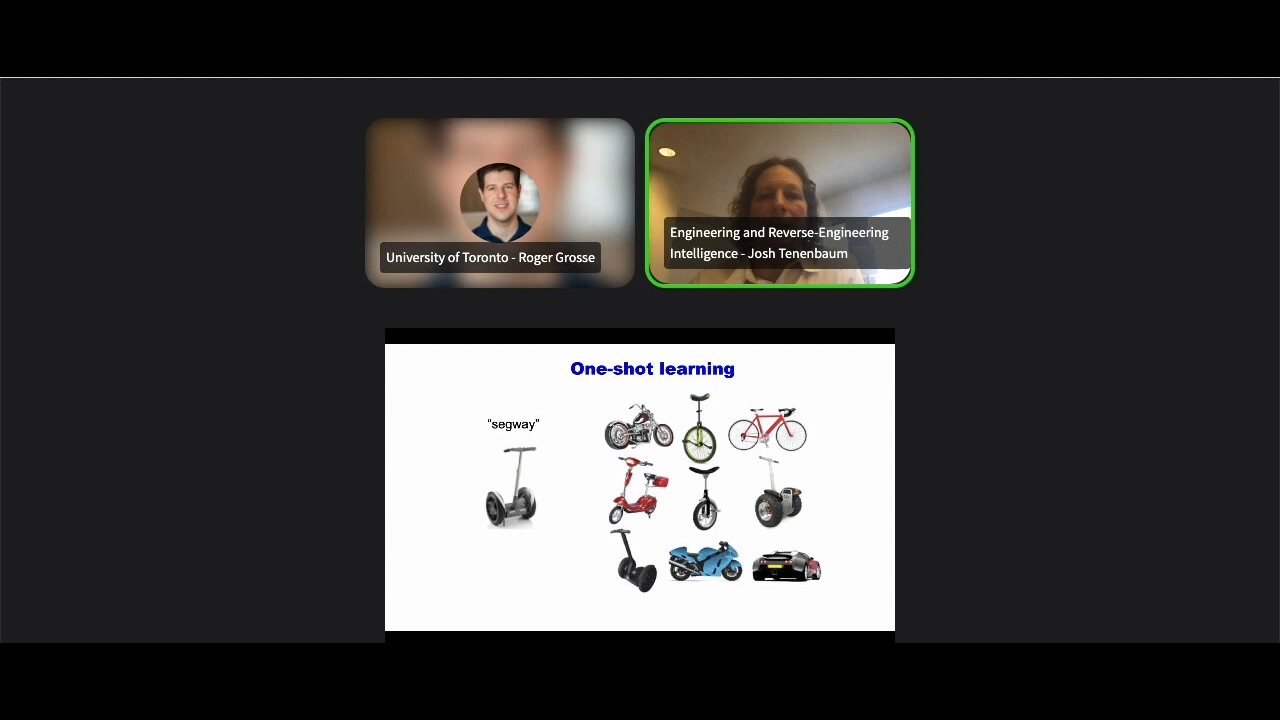 University of Toronto - Roger Grosse
Engineering and Reverse-Engineering
Intelligence - Josh Tenenbaum
One-shot learning
"segway"